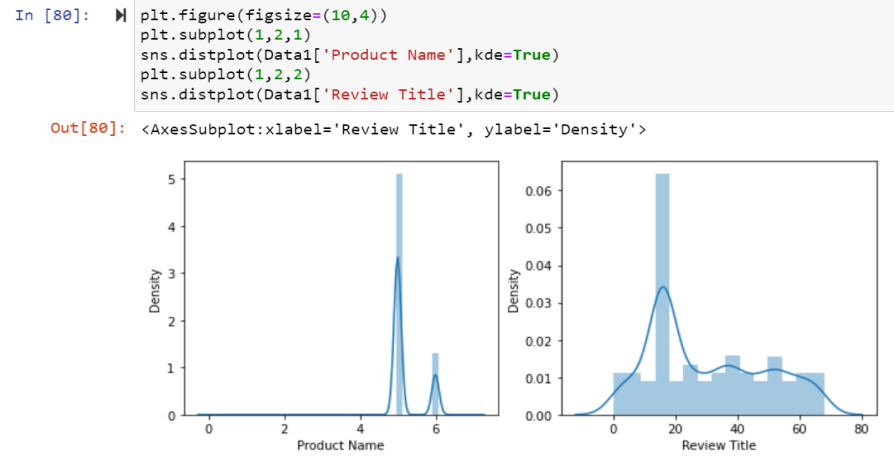 In [80]:
plt.figure(figsize=(10,4))
plt.subplot(1,2,1)
sns.distplot(Data1['Product Name'],kde=True)
plt.subplot(1,2,2)
sns.distplot(Data1['Review Title'],kde=True)
Out[80]: <AxesSubplot:xlabel='Review Title', ylabel='Density'>
5
4
3
2
1
0
Density
0 2 4 6
Product Name
0.06
0.05
0.04
0.03
0.02
0.01
0.00
Density
0 20 40 60 80
Review Title